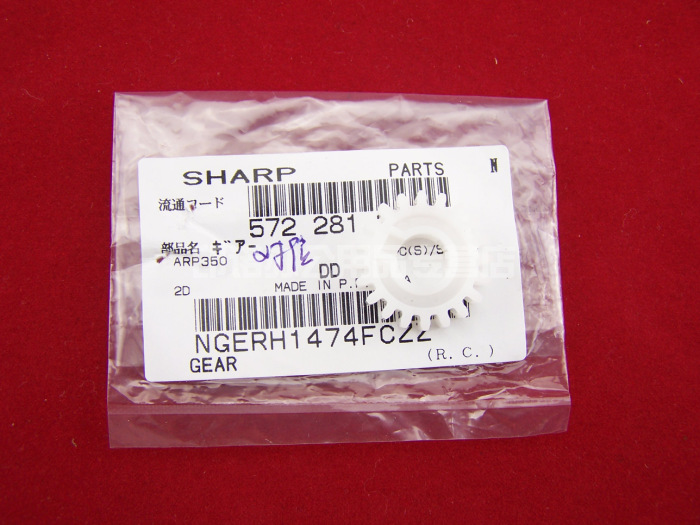 SHARP PARTS N
流通コード
572 281
部品名 ギアー
ARP350 C(S)/S
DD
2D MADE IN P.
NGERH1474FCZZ
GEAR (R.C.)